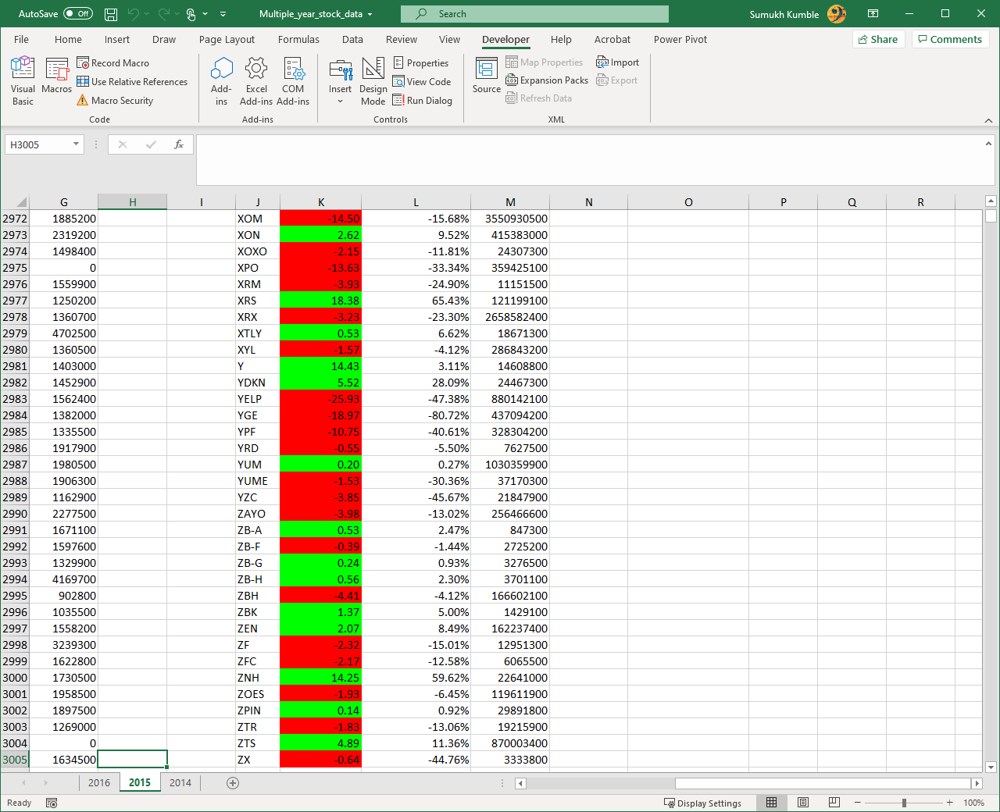 AutoSave Off Multiple_year_stock_data Search Sumukh Kumble
File Home Insert Draw Page Layout Formulas Data Review View Developer Help Acrobat Power Pivot Share Comments
Visual Basic
Macros
Record Macro
Use Relative References
Macro Security
Code
Add-ins
Excel Add-ins
COM Add-ins
Add-ins
Insert
Design Mode
Properties
View Code
Run Dialog
Controls
Source
Map Properties
Expansion Packs
Refresh Data
Import
Export
XML
H3005 fx
G H I J K L M N O P Q R
2972 1885200 XOM -14.50 -15.68% 3550930500
2973 2319200 XON 2.62 9.52% 415383000
2974 1498400 XOXO -2.15 -11.81% 24307300
2975 0 XPO -13.63 -33.34% 359425100
2976 1559900 XRM -3.93 -24.90% 11151500
2977 1250200 XRS 18.38 65.43% 121199100
2978 1360700 XRX -3.23 -23.30% 2658582400
2979 4702500 XTLY 0.53 6.62% 18671300
2980 1360500 XYL -1.57 -4.12% 286843200
2981 1403000 Y 14.43 3.11% 14608800
2982 1452900 YDKN 5.52 28.09% 24467300
2983 1562400 YELP -25.93 -47.38% 880142100
2984 1382000 YGE -18.97 -80.72% 437094200
2985 1335500 YPF -10.75 -40.61% 328304200
2986 1917900 YRD -0.55 -5.50% 7627500
2987 1980500 YUM 0.20 0.27% 1030359900
2988 1906300 YUME -1.53 -30.36% 37170300
2989 1162900 YZC -3.85 -45.67% 21847900
2990 2277500 ZAYO -3.98 -13.02% 256466600
2991 1671100 ZB-A 0.53 2.47% 847300
2992 1597600 ZB-F -0.39 -1.44% 2725200
2993 1329900 ZB-G 0.24 0.93% 3276500
2994 4169700 ZB-H 0.56 2.30% 3701100
2995 902800 ZBH -4.41 -4.12% 166602100
2996 1035500 ZBK 1.37 5.00% 1429100
2997 1558200 ZEN 2.07 8.49% 162237400
2998 3239300 ZF -2.32 -15.01% 12951300
2999 1622800 ZFC -2.17 -12.58% 6065500
3000 1730500 ZNH 14.25 59.62% 22641000
3001 1958500 ZOES -1.93 -6.45% 119611900
3002 1897500 ZPIN 0.14 0.92% 29891800
3003 1269000 ZTR -1.83 -13.06% 19215900
3004 0 ZTS 4.89 11.36% 870003400
3005 1634500 ZX -0.64 -44.76% 3333800
2016 2015 2014
Ready Display Settings 100%